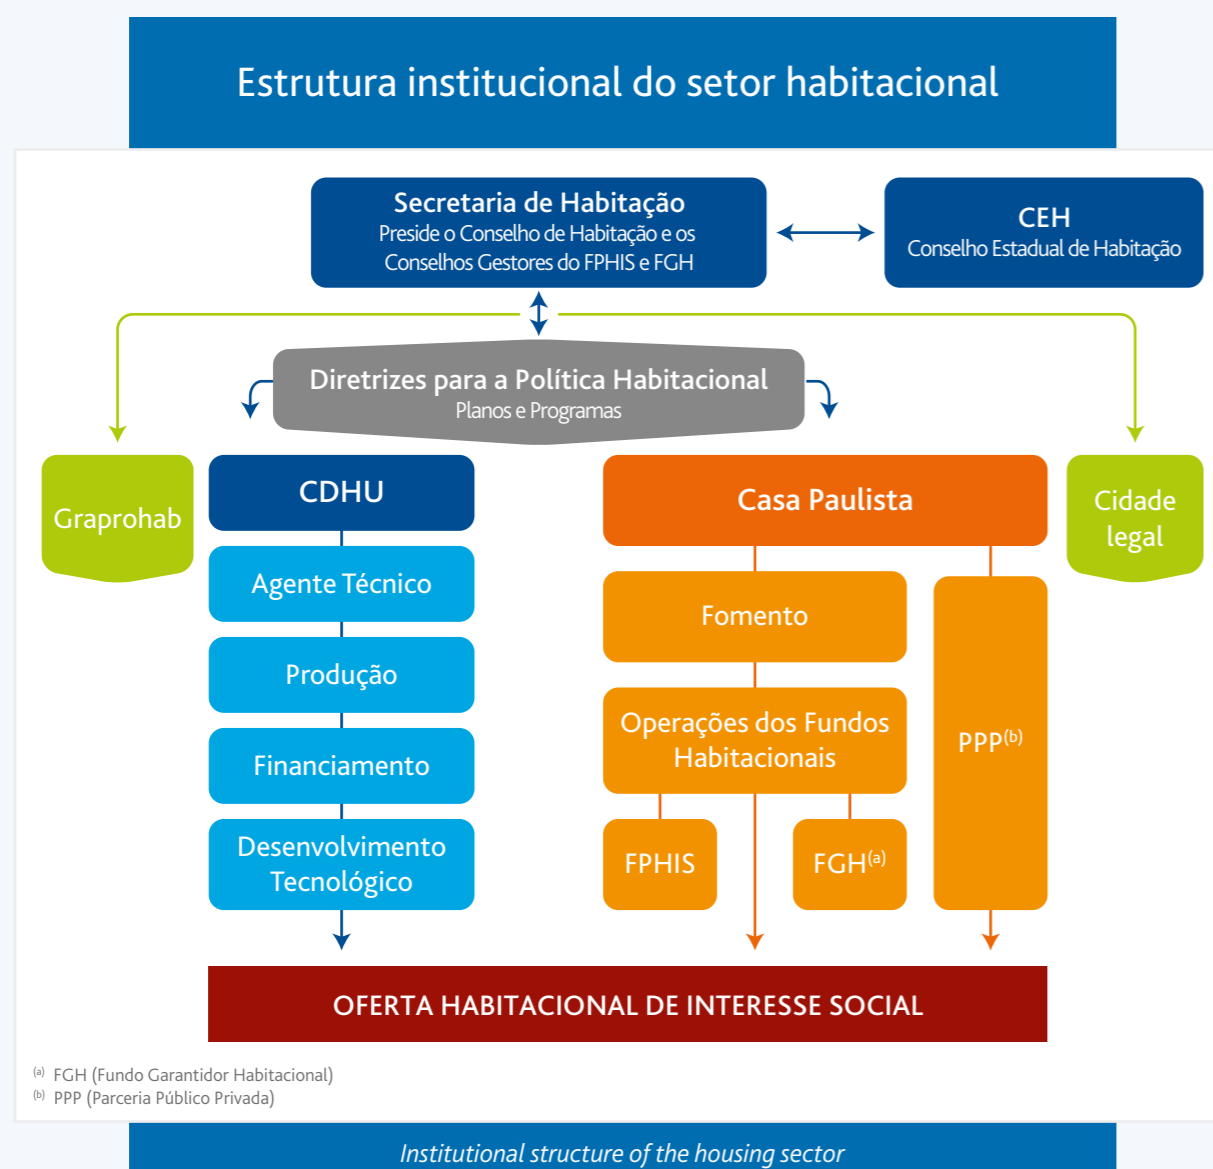 Estrutura institucional do setor habitacional
Secretaria de Habitação
Preside o Conselho de Habitação e os
Conselhos Gestores do FPHIS e FGH
CEH
Conselho Estadual de Habitação
Diretrizes para a Política Habitacional
Planos e Programas
Graprohab
CDHU
Agente Técnico
Produção
Financiamento
Desenvolvimento
Tecnológico
Casa Paulista
Fomento
Operações dos Fundos
Habitacionais
FPHIS
FGH(a)
PPP(b)
Cidade
legal
OFERTA HABITACIONAL DE INTERESSE SOCIAL
(a) FGH (Fundo Garantidor Habitacional)
(b) PPP (Parceria Público Privada)
Institutional structure of the housing sector